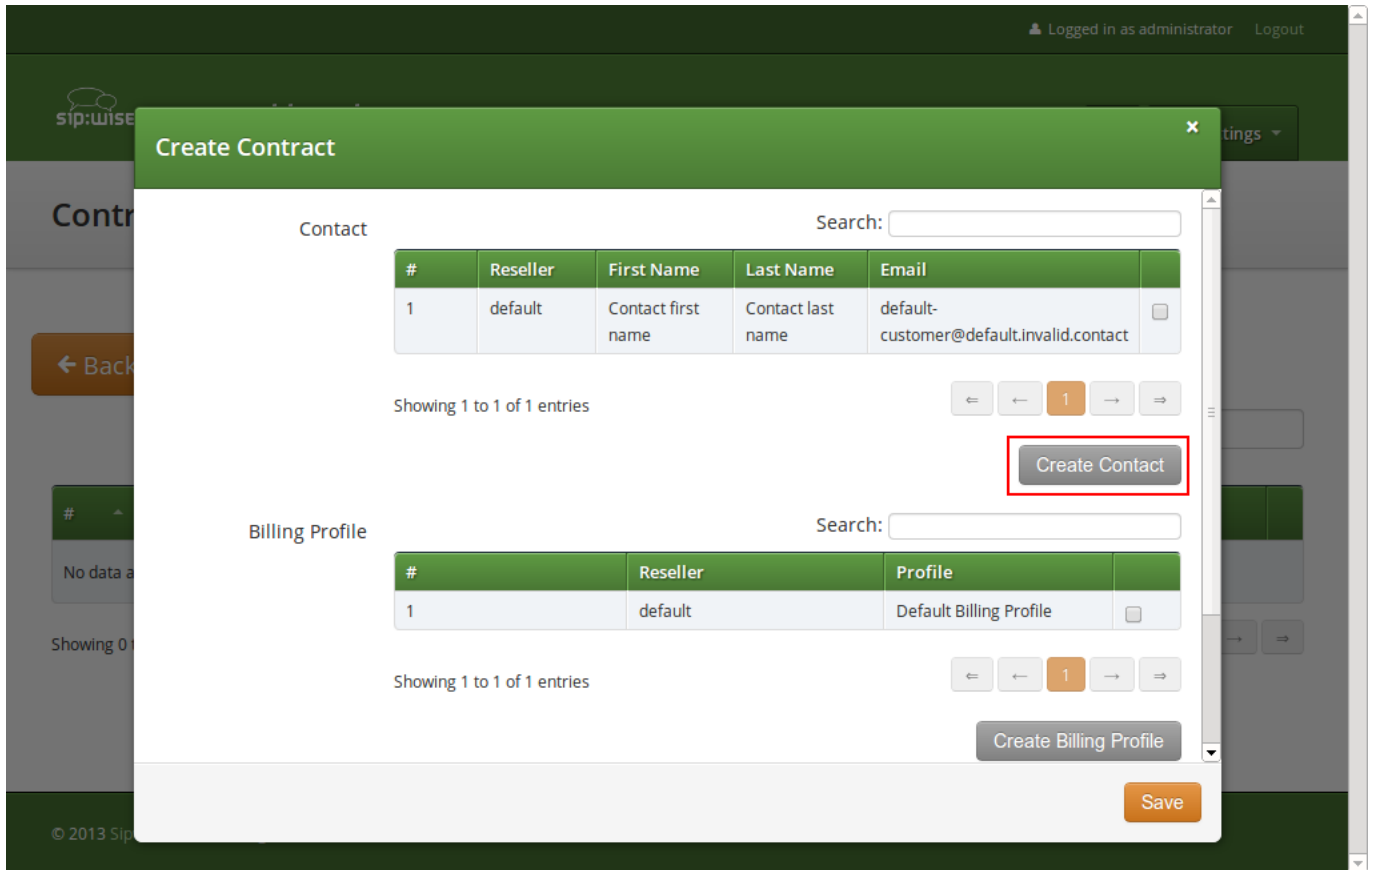 Logged in as administrator Logout
sip:wise
tings
Create Contract ×
Contr
Contact
Search:
# Reseller First Name Last Name Email
1 default Contact first name Contact last name default-customer@default.invalid.contact
Back
Showing 1 to 1 of 1 entries
⇐ ← 1 → ⇒
Create Contact
#
Billing Profile
Search:
# Reseller Profile
No data a
1 default Default Billing Profile
Showing 0 t
→ ⇒
Showing 1 to 1 of 1 entries
⇐ ← 1 → ⇒
Create Billing Profile
Save
© 2013 Sip